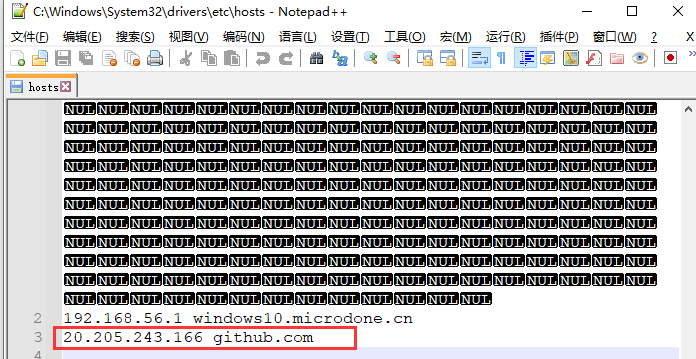 C:\Windows\System32\drivers\etc\hosts - Notepad++
文件(F) 编辑(E) 搜索(S) 视图(V) 编码(N) 语言(L) 设置(T) 工具(O) 宏(M) 运行(R) 插件(P) 窗口(W) ?
hosts
NUL NUL NUL NUL NUL NUL NUL NUL NUL NUL NUL NUL NUL NUL NUL NUL NUL NUL
NUL NUL NUL NUL NUL NUL NUL NUL NUL NUL NUL NUL NUL NUL NUL NUL NUL NUL
NUL NUL NUL NUL NUL NUL NUL NUL NUL NUL NUL NUL NUL NUL NUL NUL NUL NUL
NUL NUL NUL NUL NUL NUL NUL NUL NUL NUL NUL NUL NUL NUL NUL NUL NUL NUL
NUL NUL NUL NUL NUL NUL NUL NUL NUL NUL NUL NUL NUL NUL NUL NUL NUL NUL
NUL NUL NUL NUL NUL NUL NUL NUL NUL NUL NUL NUL NUL NUL NUL NUL NUL NUL
NUL NUL NUL NUL NUL NUL NUL NUL NUL NUL NUL NUL NUL NUL NUL NUL NUL NUL
NUL NUL NUL NUL NUL NUL NUL NUL NUL NUL NUL NUL NUL NUL NUL NUL NUL NUL
NUL NUL NUL NUL NUL NUL NUL NUL NUL NUL NUL NUL NUL NUL NUL NUL NUL NUL
NUL NUL NUL NUL NUL NUL NUL NUL NUL NUL NUL NUL NUL NUL NUL NUL NUL NUL
NUL NUL NUL NUL NUL NUL NUL NUL NUL NUL NUL NUL NUL
2 192.168.56.1 windows10.microdone.cn
3 20.205.243.166 github.com
4